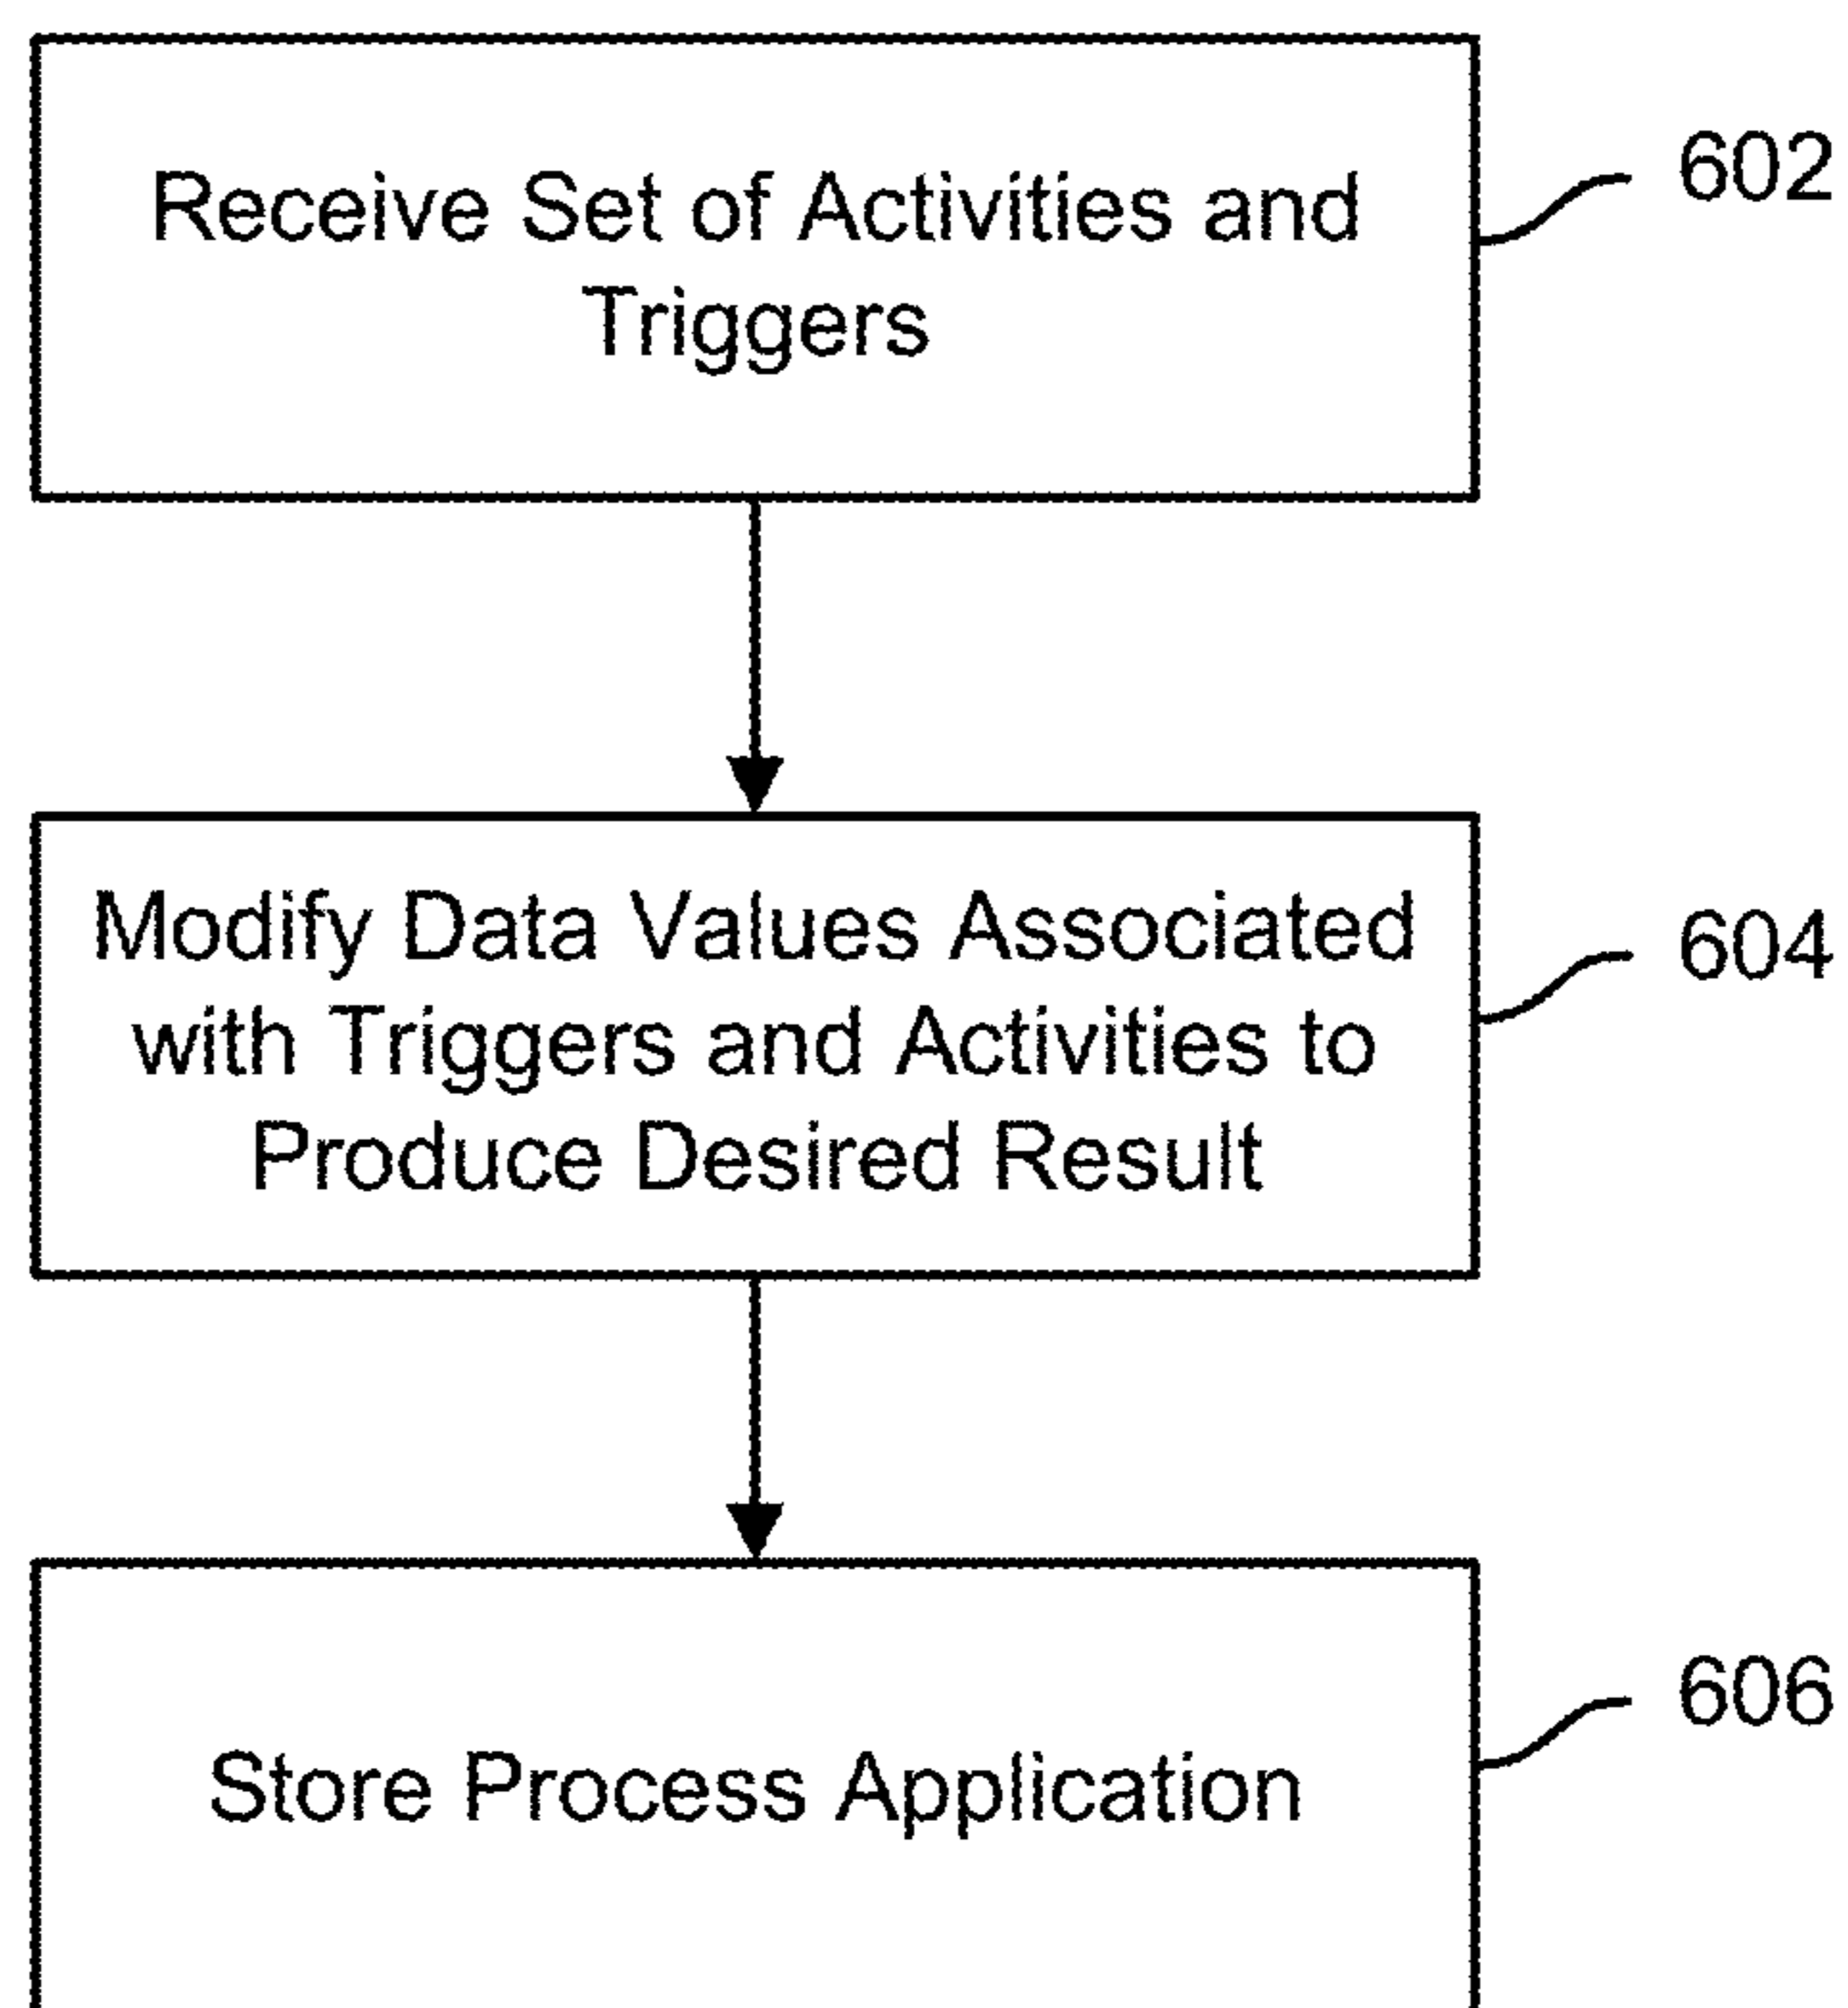 Receive Set of Activities and
Triggers
602
Modify Data Values Associated
with Triggers and Activities to
Produce Desired Result
604
Store Process Application
606